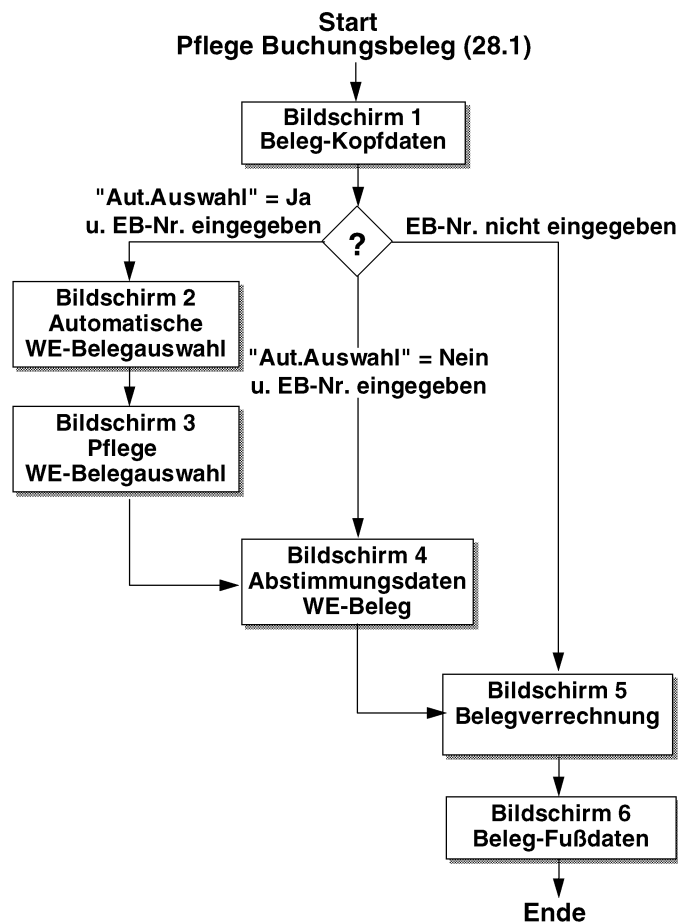 Start
Pflege Buchungsbeleg (28.1)
Bildschirm 1
Beleg-Kopfdaten
"Aut.Auswahl" = Ja
u. EB-Nr. eingegeben
?
EB-Nr. nicht eingegeben
Bildschirm 2
Automatische
WE-Belegauswahl
"Aut.Auswahl" = Nein
u. EB-Nr. eingegeben
Bildschirm 3
Pflege
WE-Belegauswahl
Bildschirm 4
Abstimmungsdaten
WE-Beleg
Bildschirm 5
Belegverrechnung
Bildschirm 6
Beleg-Fußdaten
Ende